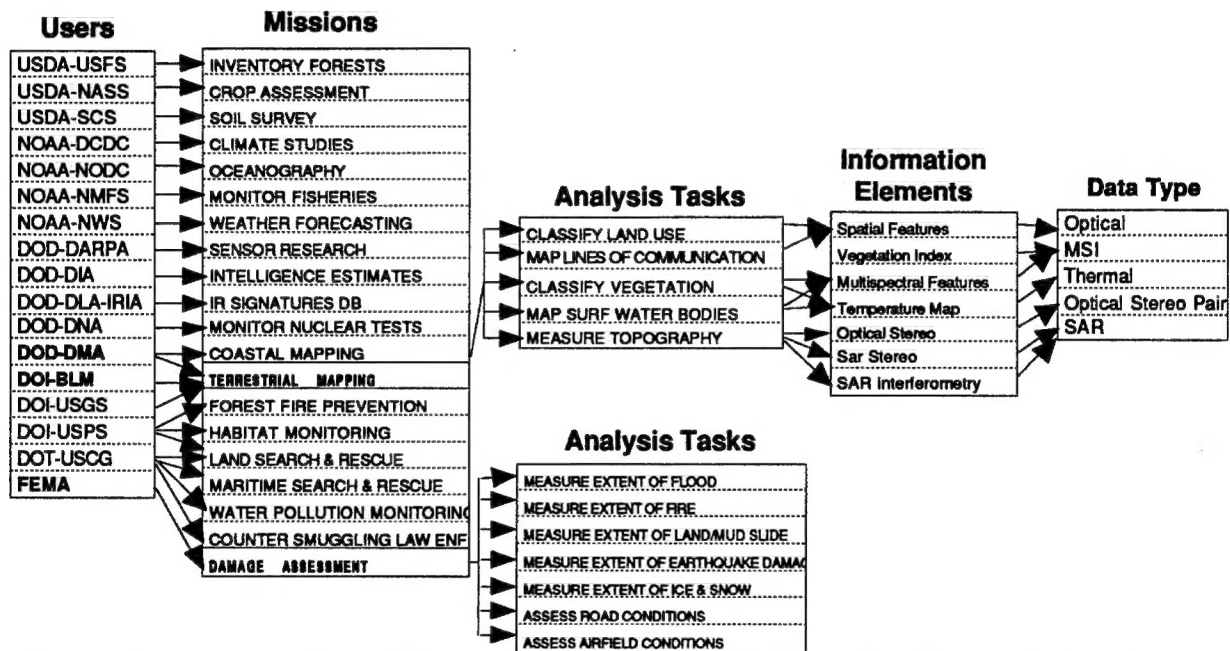 Users
USDA-USFS
USDA-NASS
USDA-SCS
NOAA-DCDC
NOAA-NODC
NOAA-NMFS
NOAA-NWS
DOD-DARPA
DOD-DIA
DOD-DLA-IRIA
DOD-DNA
DOD-DMA
DOI-BLM
DOI-USGS
DOI-USPS
DOT-USCG
FEMA
Missions
INVENTORY FORESTS
CROP ASSESSMENT
SOIL SURVEY
CLIMATE STUDIES
OCEANOGRAPHY
MONITOR FISHERIES
WEATHER FORECASTING
SENSOR RESEARCH
INTELLIGENCE ESTIMATES
IR SIGNATURES DB
MONITOR NUCLEAR TESTS
COASTAL MAPPING
TERRESTRIAL MAPPING
FOREST FIRE PREVENTION
HABITAT MONITORING
LAND SEARCH & RESCUE
MARITIME SEARCH & RESCUE
WATER POLLUTION MONITORING
COUNTER SMUGGLING LAW ENF
DAMAGE ASSESSMENT
Analysis Tasks
CLASSIFY LAND USE
MAP LINES OF COMMUNICATION
CLASSIFY VEGETATION
MAP SURF WATER BODIES
MEASURE TOPOGRAPHY
Information
Elements
Spatial Features
Vegetation Index
Multispectral Features
Temperature Map
Optical Stereo
Sar Stereo
SAR interferometry
Data Type
Optical
MSI
Thermal
Optical Stereo Pair
SAR
Analysis Tasks
MEASURE EXTENT OF FLOOD
MEASURE EXTENT OF FIRE
MEASURE EXTENT OF LAND/MUD SLIDE
MEASURE EXTENT OF EARTHQUAKE DAMAG
MEASURE EXTENT OF ICE & SNOW
ASSESS ROAD CONDITIONS
ASSESS AIRFIELD CONDITIONS